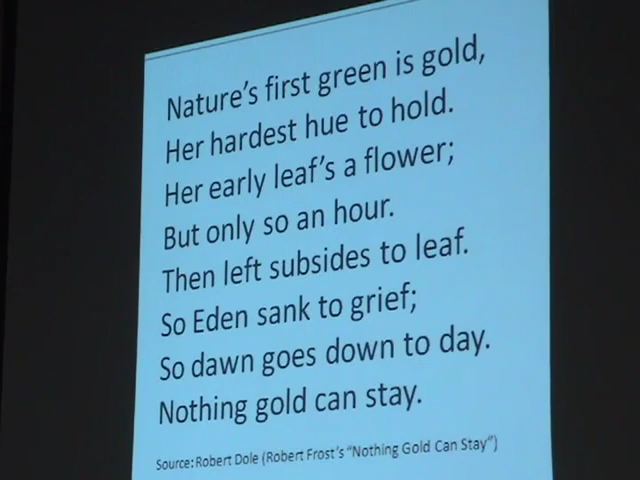 Nature's first green is gold,
Her hardest hue to hold.
Her early leaf's a flower;
But only so an hour.
Then left subsides to leaf.
So Eden sank to grief;
So dawn goes down to day.
Nothing gold can stay.
Source: Robert Dole (Robert Frost's "Nothing Gold Can Stay")